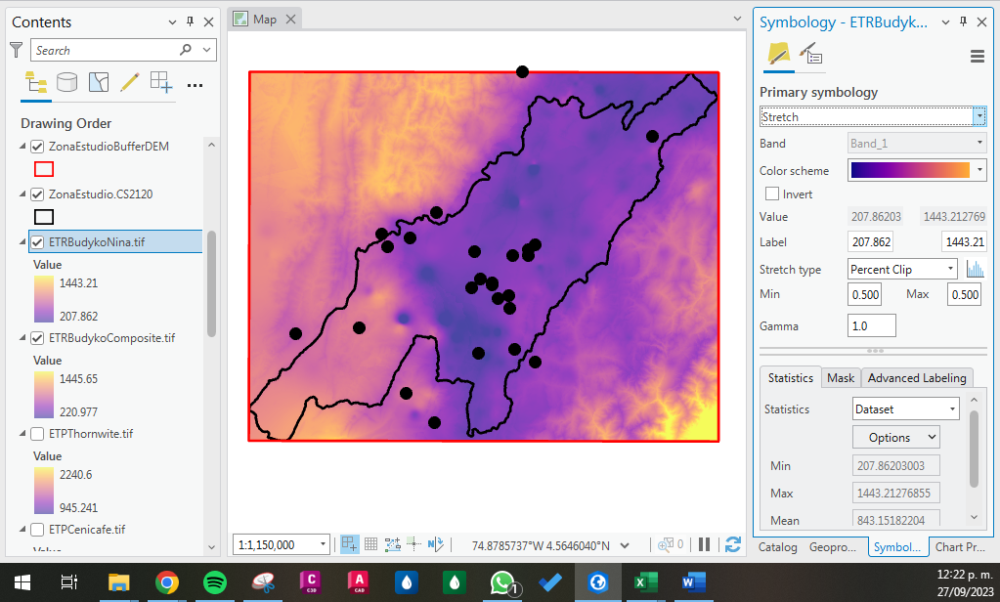 Contents
Search
Drawing Order
ZonaEstudioBufferDEM
ZonaEstudio.CS2120
ETRBudykoNina.tif
Value
1443.21
207.862
ETRBudykoComposite.tif
Value
1445.65
220.977
ETPThornwite.tif
Value
2240.6
945.241
ETPCenicafe.tif
Map
1:1,150,000
74.8785737°W 4.5646040°N
0
Symbology - ETRBudyk...
Primary symbology
Stretch
Band
Band_1
Color scheme
Invert
Value
207.86203
1443.212769
Label
207.862
1443.21
Stretch type
Percent Clip
Min
0.500
Max
0.500
Gamma
1.0
Statistics
Mask
Advanced Labeling
Statistics
Dataset
Options
Min
207.86203003
Max
1443.21276855
Mean
843.15182204
Catalog
Geopro...
Symbol...
Chart Pr...
C
C3D
A
CAD
1
X
W
12:22 p. m.
27/09/2023